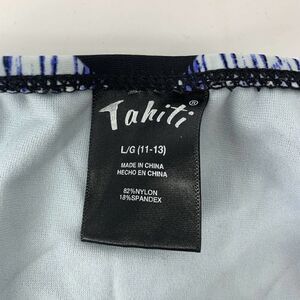 Tahiti®
L/G (11-13)
MADE IN CHINA
HECHO EN CHINA
82%NYLON
18%SPANDEX